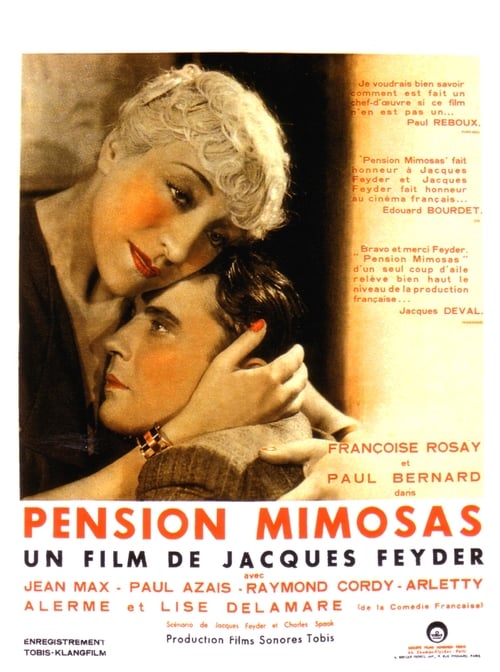 Je voudrais bien savoir
comment est fait un
chef-d'œuvre si ce film
n'en est pas un...
Paul REBOUX.
"Pension Mimosas" fait
honneur à Jacques
Feyder et Jacques
Feyder fait honneur
au cinéma français...
Edouard BOURDET.
Bravo et merci Feyder.
"Pension Mimosas"
d'un seul coup d'aile
relève bien haut le
niveau de la production
française...
Jacques DEVAL.
FRANÇOISE ROSAY
et
PAUL BERNARD
dans
PENSION MIMOSAS
UN FILM DE JACQUES FEYDER
avec
JEAN MAX - PAUL AZAIS - RAYMOND CORDY - ARLETTY
ALERME et LISE DELAMARE (de la Comédie Française)
Scénario de Jacques Feyder et Charles Spaak
ENREGISTREMENT
TOBIS-KLANGFILM
Production Films Sonores Tobis